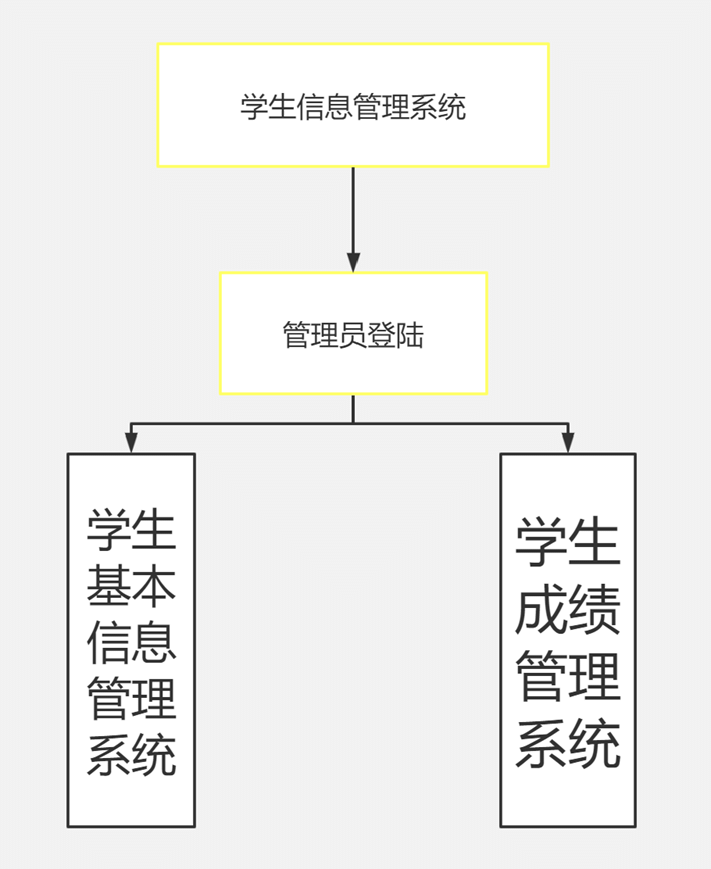 学生信息管理系统
管理员登陆
学生
基本
信息
管理
系统
学生
成绩
管理
系统